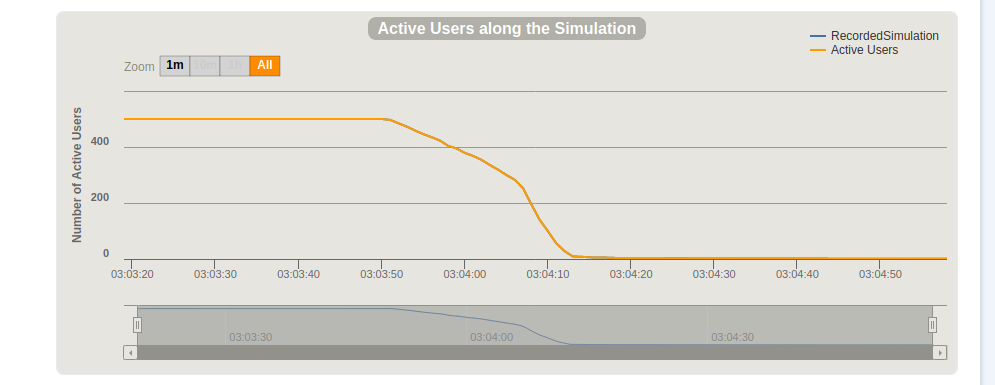 Active Users along the Simulation
RecordedSimulation
Active Users
Zoom 1m 10m 1h All
Number of Active Users
400
200
0
03:03:20 03:03:30 03:03:40 03:03:50 03:04:00 03:04:10 03:04:20 03:04:30 03:04:40 03:04:50
03:03:30 03:04:00 03:04:30